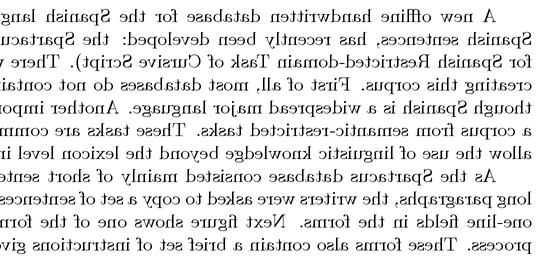 A new offline handwritten database for the Spanish lang
Spanish sentences, has recently been developed: the Spartacu
for Spanish Restricted-domain Task of Cursive Script). There
creating this corpus. First of all, most databases do not contai
though Spanish is a widespread major language. Another impo
a corpus from semantic-restricted tasks. These tasks are comm
allow the use of linguistic knowledge beyond the lexicon level i
As the Spartacus database consisted mainly of short sente
long paragraphs, the writers were asked to copy a set of sentences
one-line fields in the forms. Next figure shows one of the form
process. These forms also contain a brief set of instructions giv